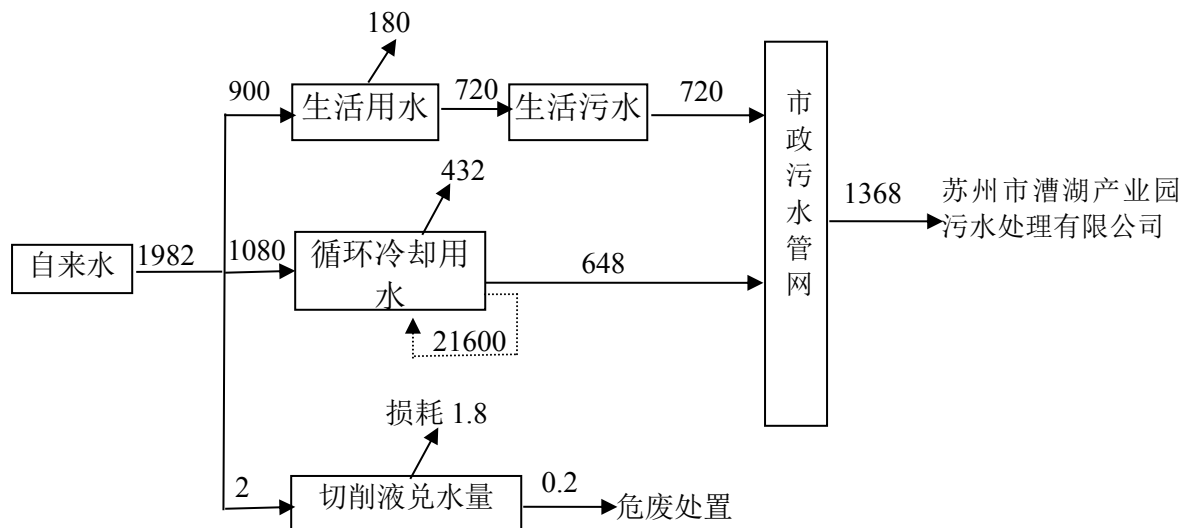 180
900
生活用水
720
生活污水
720
市政污水管网
1368
苏州市漕湖产业园
污水处理有限公司
432
自来水
1982
1080
循环冷却用
水
648
21600
损耗 1.8
2
切削液兑水量
0.2
危废处置